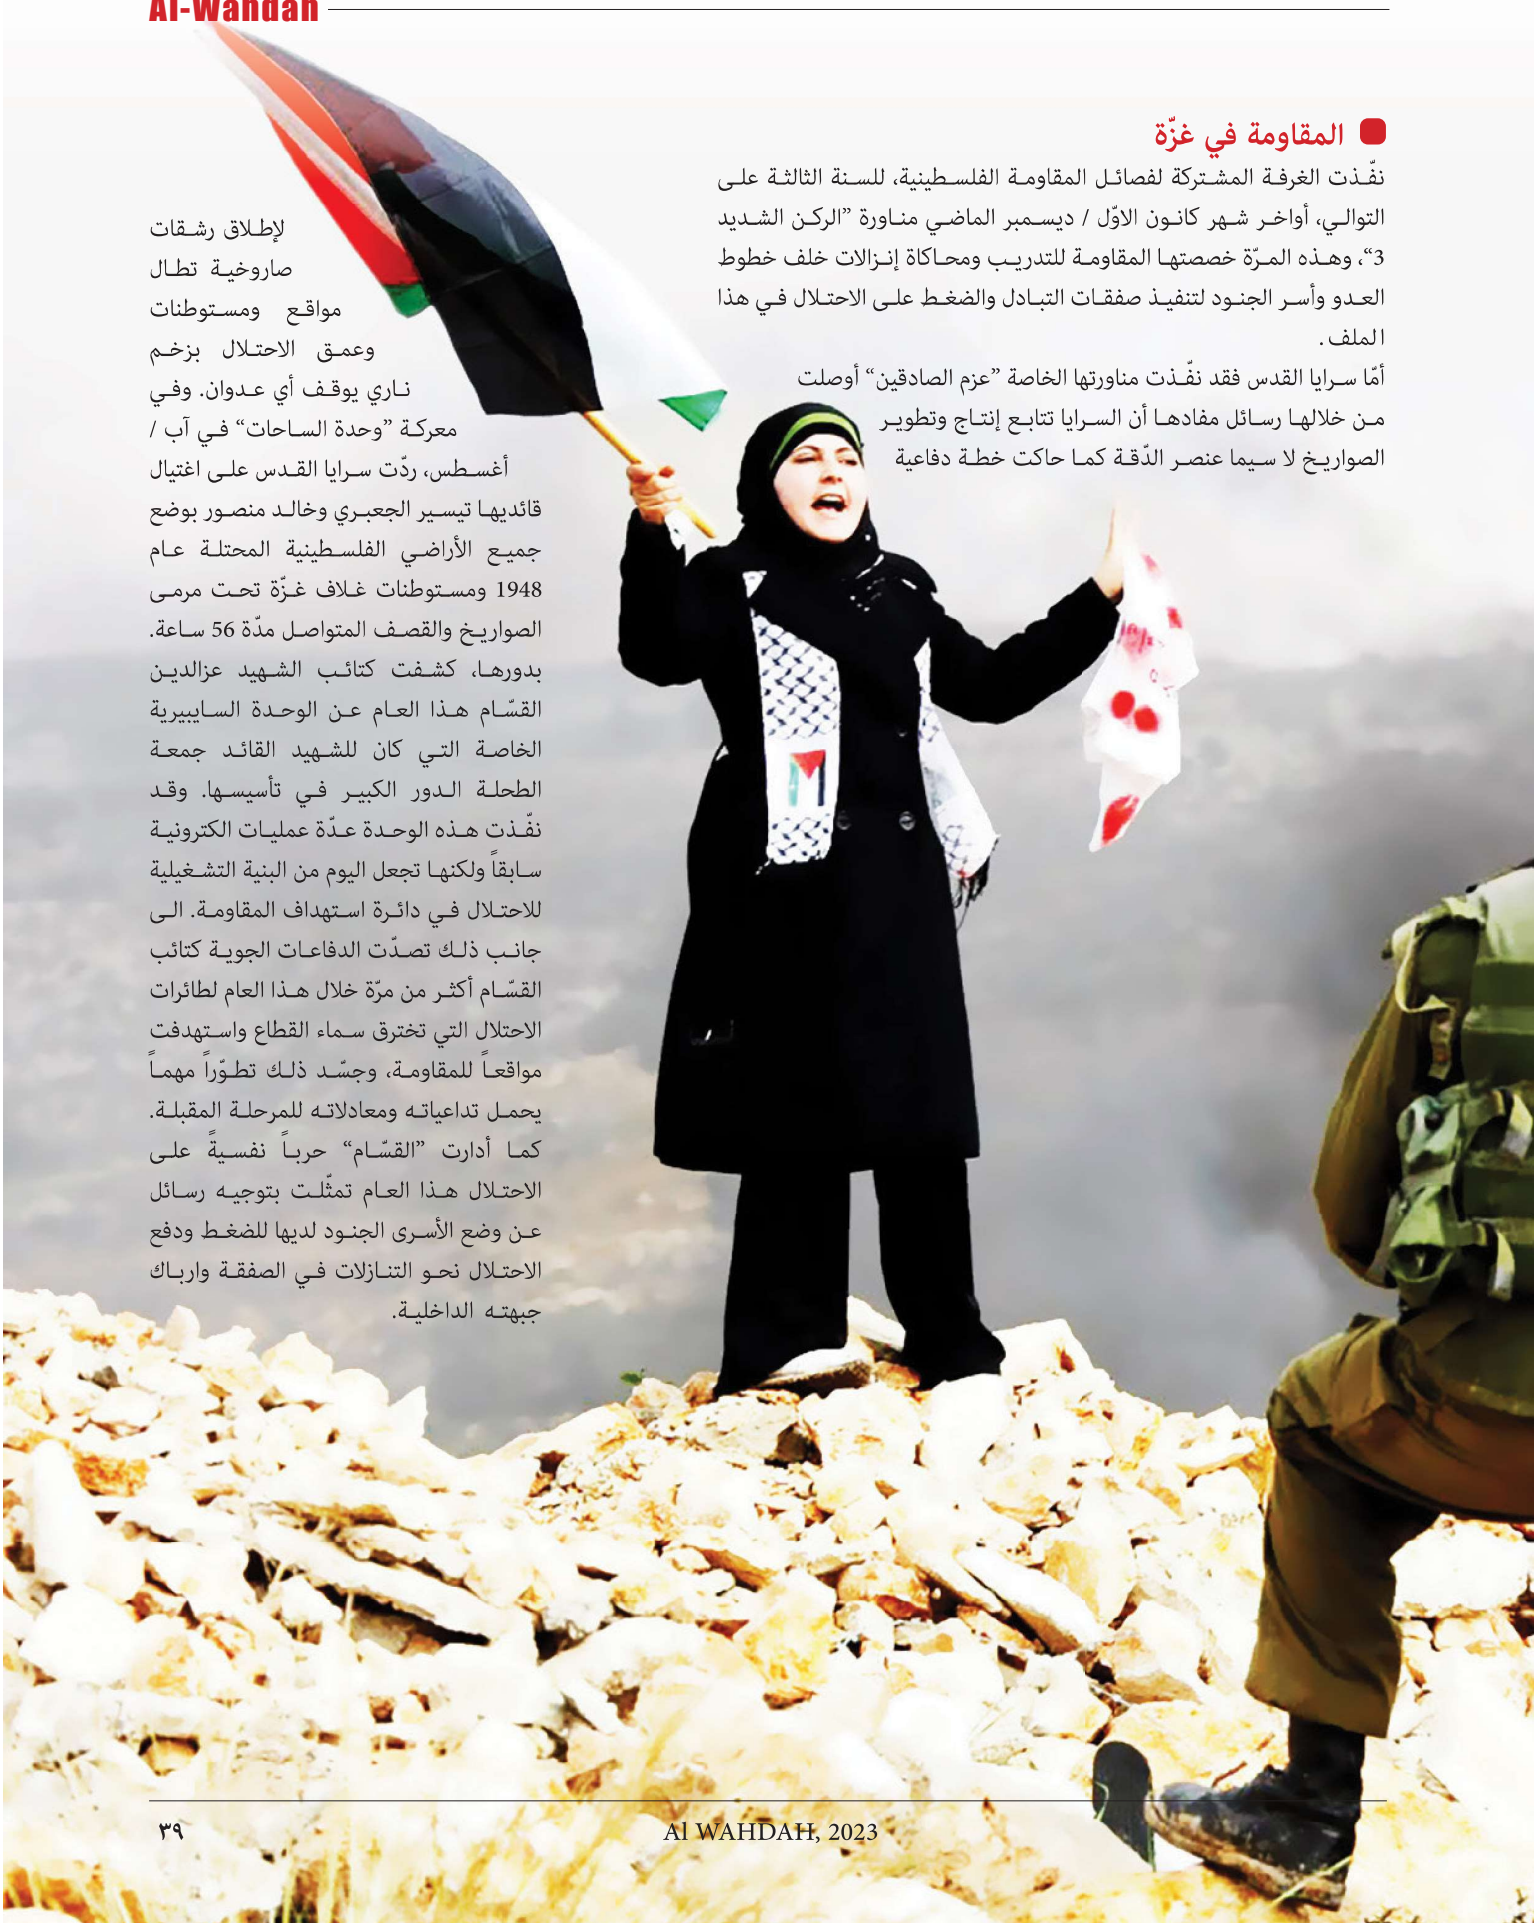 Al-Wahdah
المقاومة في غزّة
نفّذت الغرفة المشتركة لفصائل المقاومة الفلسطينية، للسنة الثالثة على
التوالي، أواخر شهر كانون الاوّل / ديسمبر الماضي مناورة ”الركن الشديد
3“، وهذه المرّة خصصتها المقاومة للتدريب ومحاكاة إنزالات خلف خطوط
العدو وأسر الجنود لتنفيذ صفقات التبادل والضغط على الاحتلال في هذا
الملف.
أمّا سرايا القدس فقد نفّذت مناورتها الخاصة ”عزم الصادقين“ أوصلت
من خلالها رسائل مفادها أن السرايا تتابع إنتاج وتطوير
الصواريخ لا سيما عنصر الدّقة كما حاكت خطة دفاعية
لإطلاق رشقات
صاروخية تطال
مواقع ومستوطنات
وعمق الاحتلال بزخم
ناري يوقف أي عدوان. وفي
معركة ”وحدة الساحات“ في آب /
أغسطس، ردّت سرايا القدس على اغتيال
قائديها تيسير الجعبري وخالد منصور بوضع
جميع الأراضي الفلسطينية المحتلة عام
1948 ومستوطنات غلاف غزّة تحت مرمى
الصواريخ والقصف المتواصل مدّة 56 ساعة.
بدورها، كشفت كتائب الشهيد عزالدين
القسّام هذا العام عن الوحدة السايبيرية
الخاصة التي كان للشهيد القائد جمعة
الطحلة الدور الكبير في تأسيسها. وقد
نفّذت هذه الوحدة عدّة عمليات الكترونية
سابقاً ولكنها تجعل اليوم من البنية التشغيلية
للاحتلال في دائرة استهداف المقاومة. الى
جانب ذلك تصدّت الدفاعات الجوية كتائب
القسّام أكثر من مرّة خلال هذا العام لطائرات
الاحتلال التي تخترق سماء القطاع واستهدفت
مواقعاً للمقاومة، وجسّد ذلك تطوّراً مهماً
يحمل تداعياته ومعادلاته للمرحلة المقبلة.
كما أدارت ”القسّام“ حرباً نفسيةً على
الاحتلال هذا العام تمثّلت بتوجيه رسائل
عن وضع الأسرى الجنود لديها للضغط ودفع
الاحتلال نحو التنازلات في الصفقة وارباك
جبهته الداخلية.
٣٩
Al WAHDAH, 2023